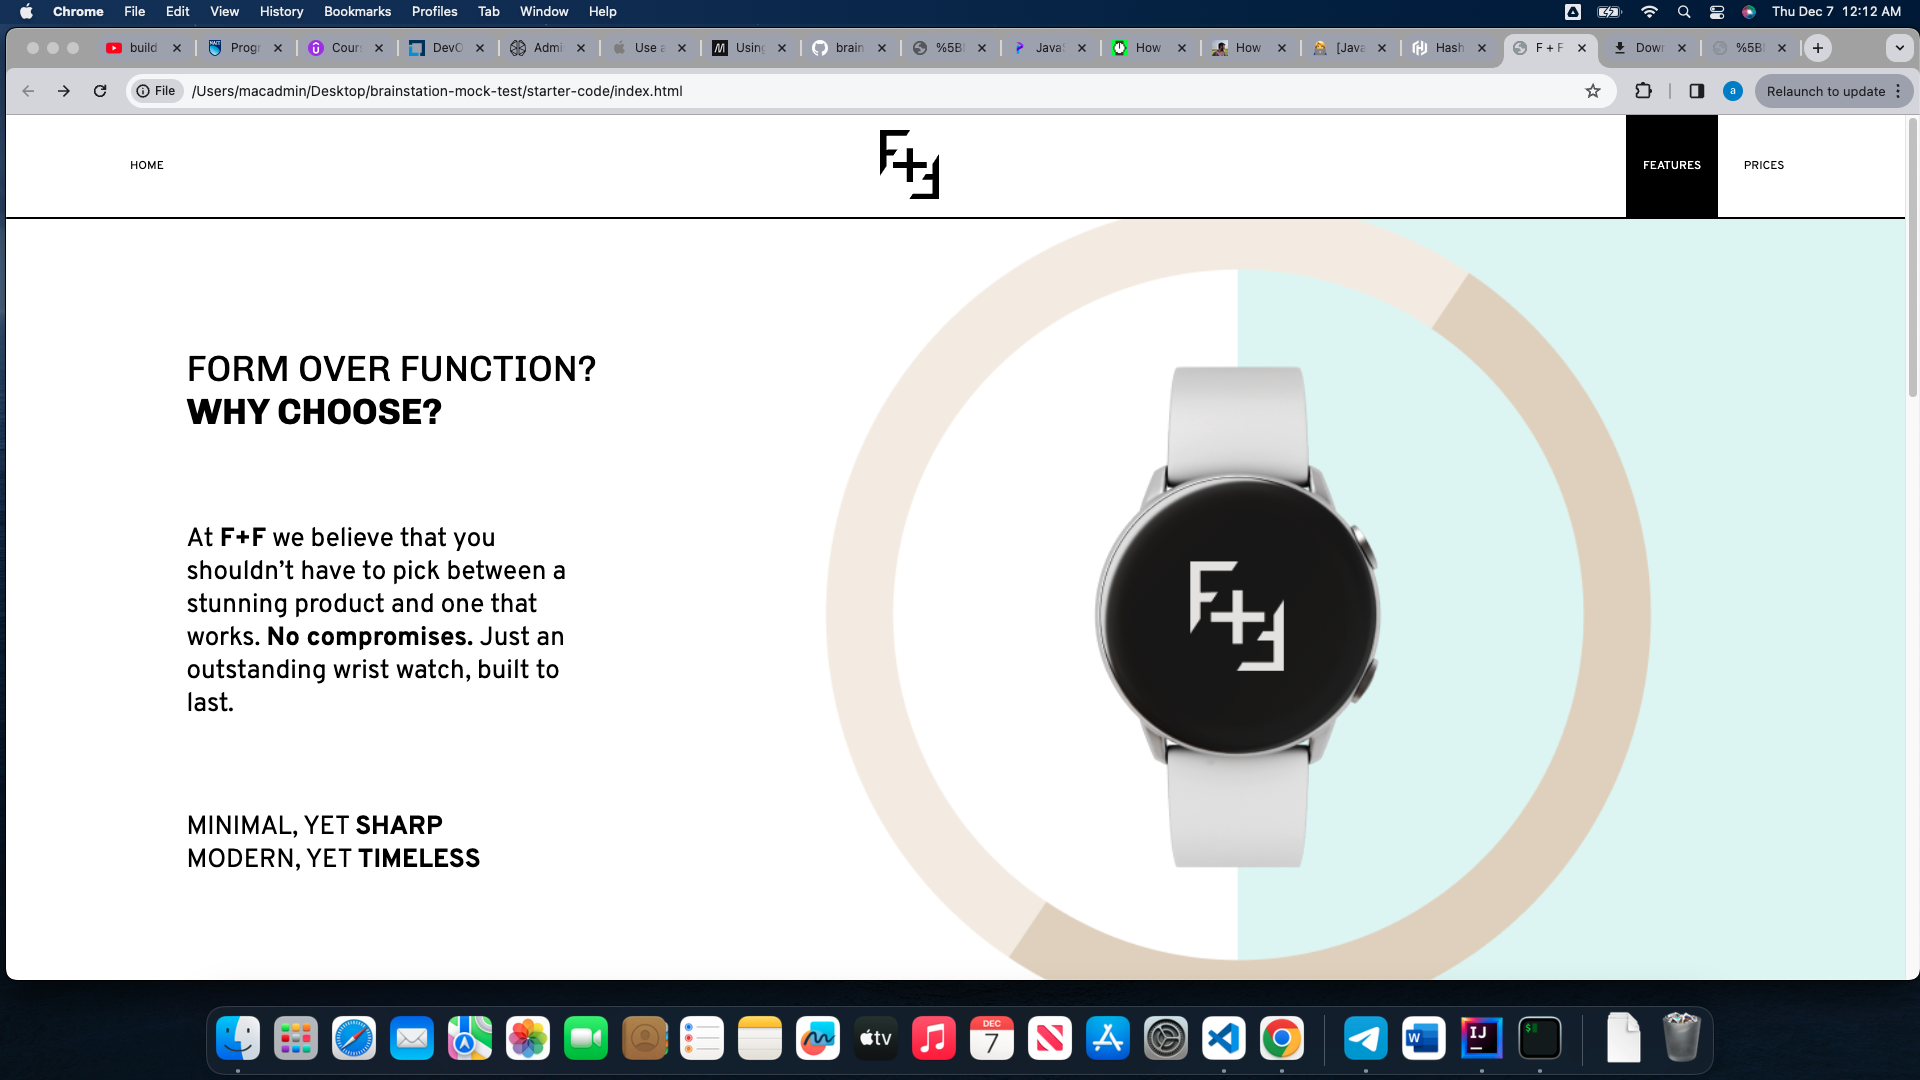 Chrome File Edit View History Bookmarks Profiles Tab Window Help Thu Dec 7 12:12 AM
build Progr Cours DevO Admi Use a Using brain %5B Java How How [Java Hash F + F Down %5B
File /Users/macadmin/Desktop/brainstation-mock-test/starter-code/index.html a Relaunch to update
HOME F+F FEATURES PRICES
FORM OVER FUNCTION?
WHY CHOOSE?
At F+F we believe that you
shouldn’t have to pick between a
stunning product and one that
works. No compromises. Just an
outstanding wrist watch, built to
last.
F+F
MINIMAL, YET SHARP
MODERN, YET TIMELESS
tv DEC 7 W IJ $